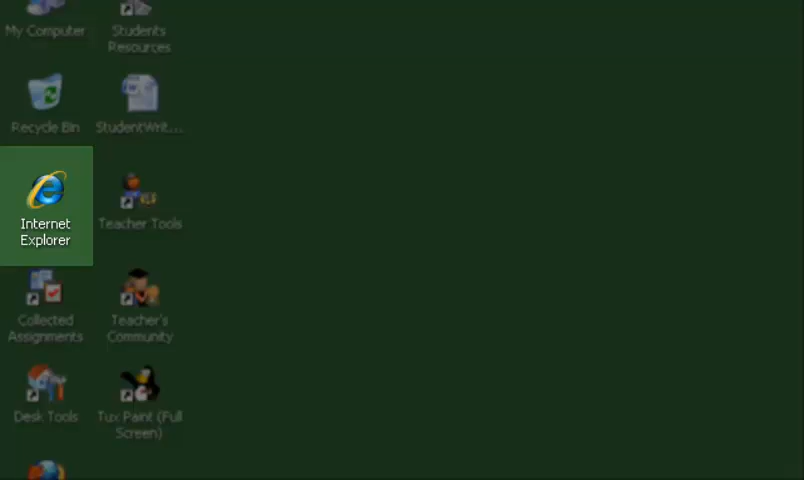 My Computer
Students
Resources
Recycle Bin
StudentWrit...
Internet
Explorer
Teacher Tools
Collected
Assignments
Teacher's
Community
Desk Tools
Tux Paint (Full
Screen)